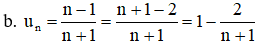 b. uₙ = (n−1)/(n+1) = (n+1−2)/(n+1) = 1− 2/(n+1)